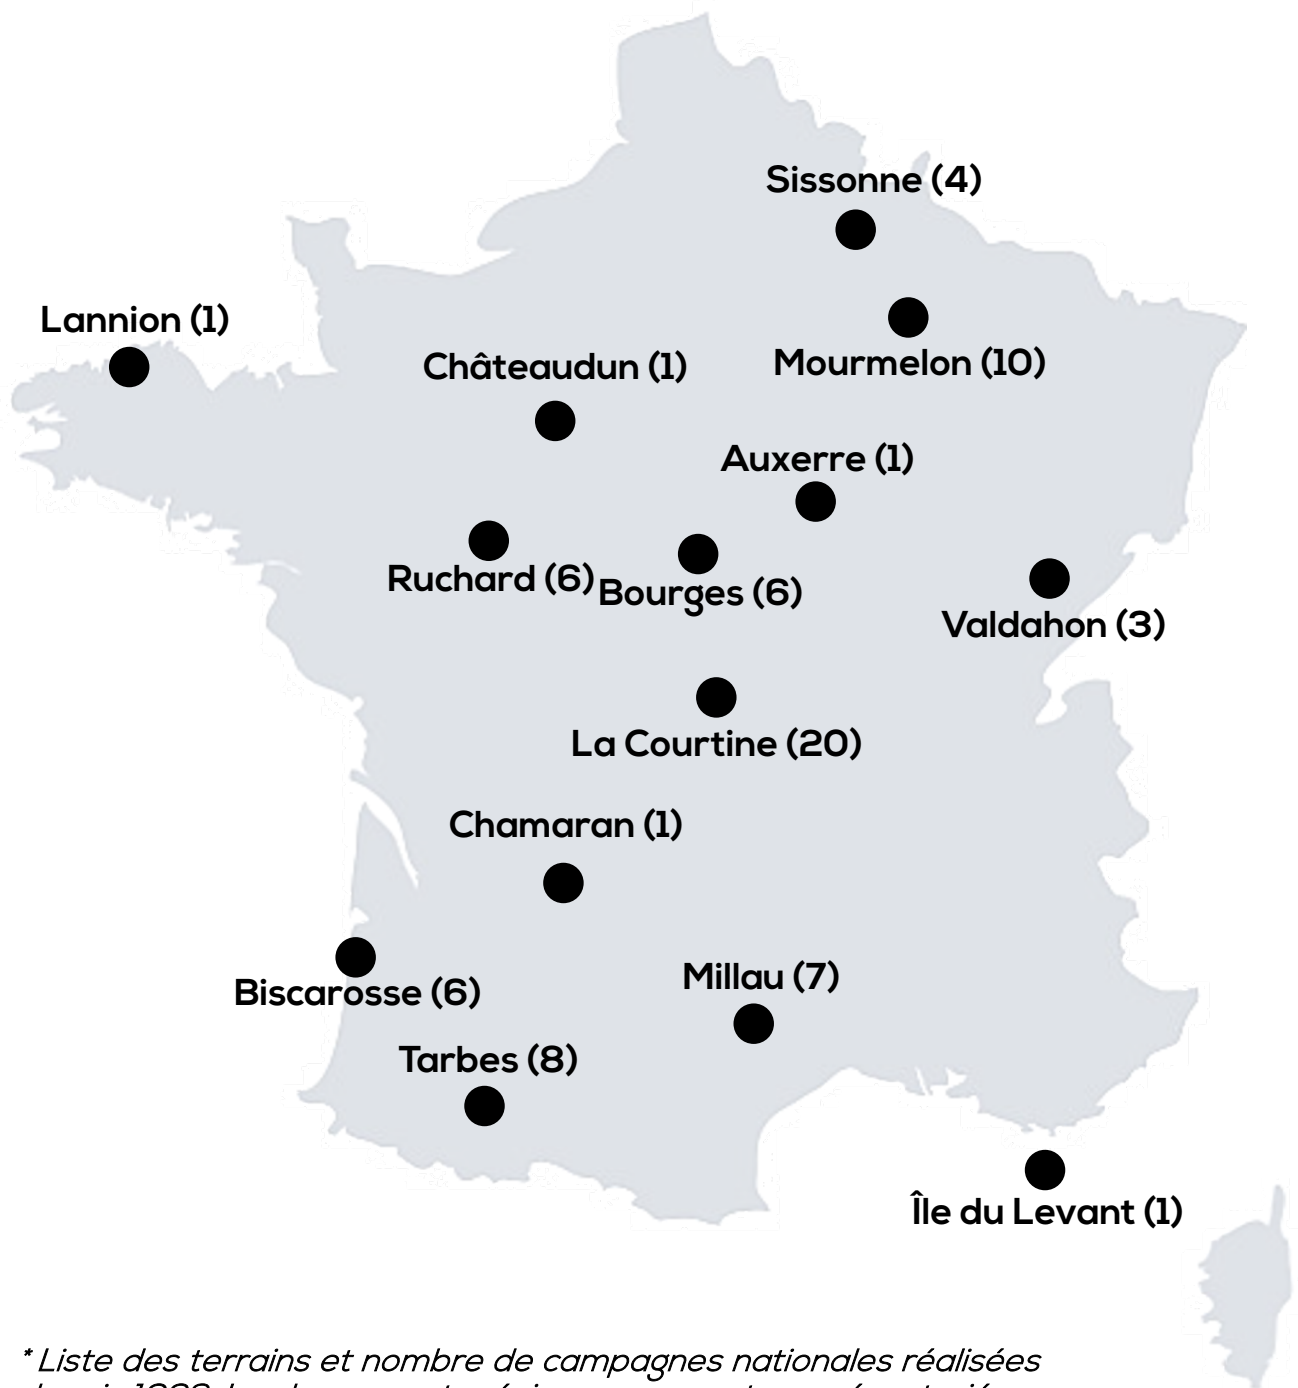 Sissonne (4)
Lannion (1)
Châteaudun (1)
Mourmelon (10)
Auxerre (1)
Ruchard (6)
Bourges (6)
Valdahon (3)
La Courtine (20)
Chamaran (1)
Biscarosse (6)
Millau (7)
Tarbes (8)
Île du Levant (1)
* Liste des terrains et nombre de campagnes nationales réalisées